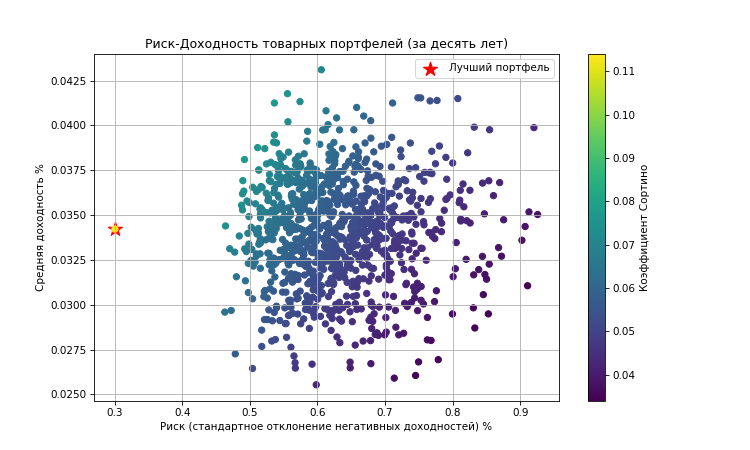 Риск-Доходность товарных портфелей (за десять лет)
Лучший портфель
Средняя доходность %
0.0425
0.0400
0.0375
0.0350
0.0325
0.0300
0.0275
0.0250
0.3 0.4 0.5 0.6 0.7 0.8 0.9
Риск (стандартное отклонение негативных доходностей) %
0.11
0.10
0.09
0.08
0.07
0.06
0.05
0.04
Коэффициент Сортино